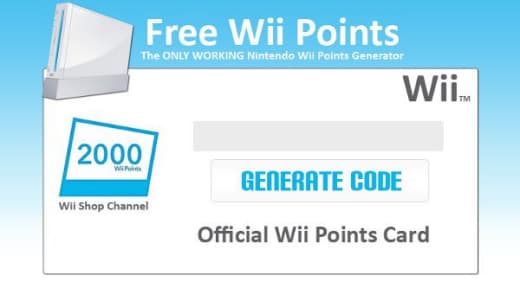 Free Wii Points
The ONLY WORKING Nintendo Wii Points Generator
Wii™
2000
Wii Points
GENERATE CODE
Wii Shop Channel
Official Wii Points Card